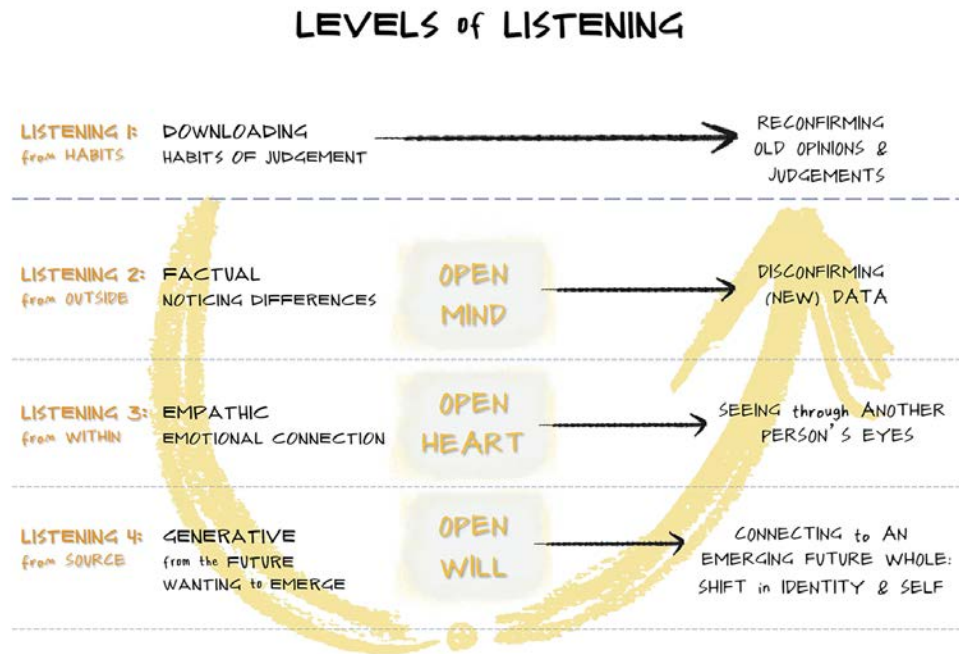 LEVELS of LISTENING
LISTENING 1:
from HABITS
DOWNLOADING
HABITS OF JUDGEMENT
RECONFIRMING
OLD OPINIONS &
JUDGEMENTS
LISTENING 2:
from OUTSIDE
FACTUAL
NOTICING DIFFERENCES
OPEN
MIND
DISCONFIRMING
(NEW) DATA
LISTENING 3:
from WITHIN
EMPATHIC
EMOTIONAL CONNECTION
OPEN
HEART
SEEING through ANOTHER
PERSON'S EYES
LISTENING 4:
from SOURCE
GENERATIVE
from the FUTURE
WANTING to EMERGE
OPEN
WILL
CONNECTING to AN
EMERGING FUTURE WHOLE:
SHIFT in IDENTITY & SELF